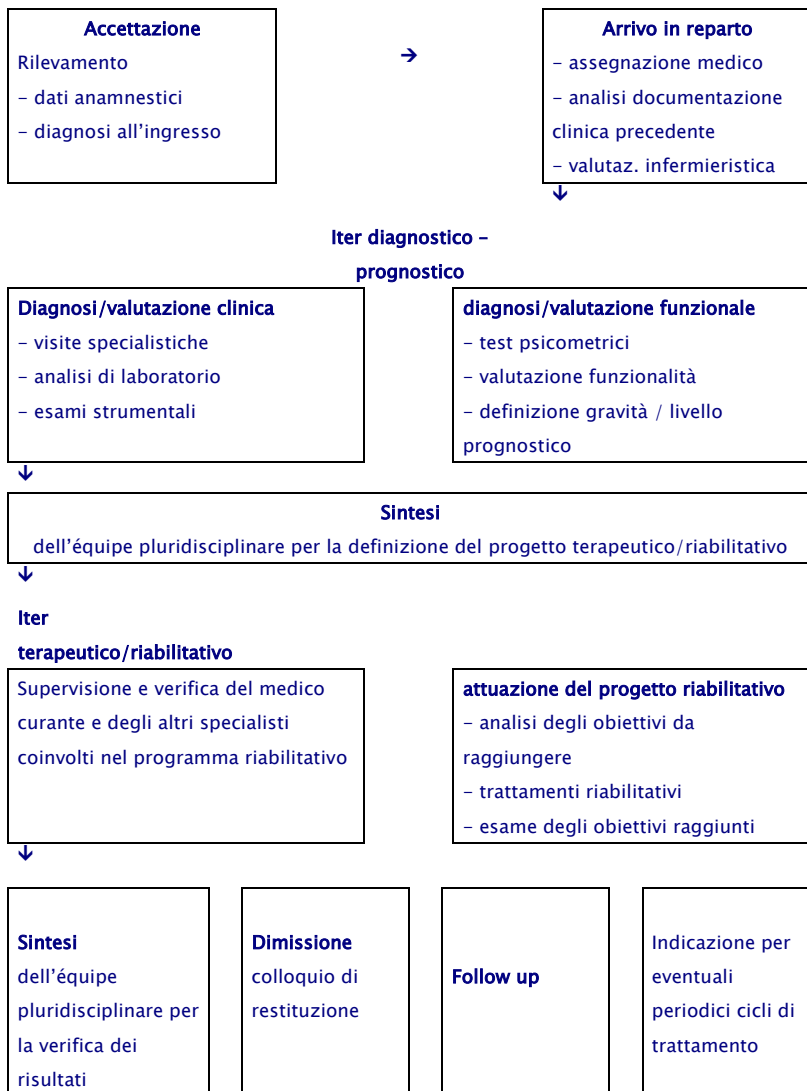 Accettazione
Rilevamento
- dati anamnestici
- diagnosi all'ingresso
→
Arrivo in reparto
- assegnazione medico
- analisi documentazione
clinica precedente
- valutaz. infermieristica
↓
Iter diagnostico -
prognostico
Diagnosi/valutazione clinica
- visite specialistiche
- analisi di laboratorio
- esami strumentali
diagnosi/valutazione funzionale
- test psicometrici
- valutazione funzionalità
- definizione gravità / livello
prognostico
↓
Sintesi
dell'équipe pluridisciplinare per la definizione del progetto terapeutico/riabilitativo
↓
Iter
terapeutico/riabilitativo
Supervisione e verifica del medico
curante e degli altri specialisti
coinvolti nel programma riabilitativo
attuazione del progetto riabilitativo
- analisi degli obiettivi da
raggiungere
- trattamenti riabilitativi
- esame degli obiettivi raggiunti
↓
Sintesi
dell'équipe
pluridisciplinare per
la verifica dei
risultati
Dimissione
colloquio di
restituzione
Follow up
Indicazione per
eventuali
periodici cicli di
trattamento